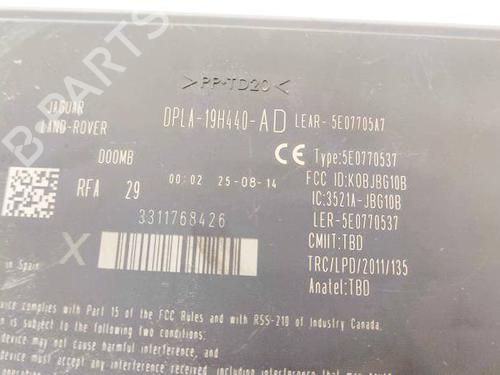 >PP-TD20<
JAGUAR
LAND-ROVER
DPLA-19H440-AD LEAR-5E07705A7
DOOMB
CE Type:5E0770537
RFA 29
00:02 25-08-14
FCC ID:KOBJBG10B
IC:3521A-JBG10B
3311768426
LER-5E0770537
X
CMIIT:TBD
in Spain
TRC/LPD/2011/135
Anatel:TBD
vice complies with Part 15 of the FCC Rules and with RSS-210 of Industry Canada.
n is subject to the following two conditions:
device may not cause harmful interference, and
device must accept any interference received, including interference that may
B-PARTS